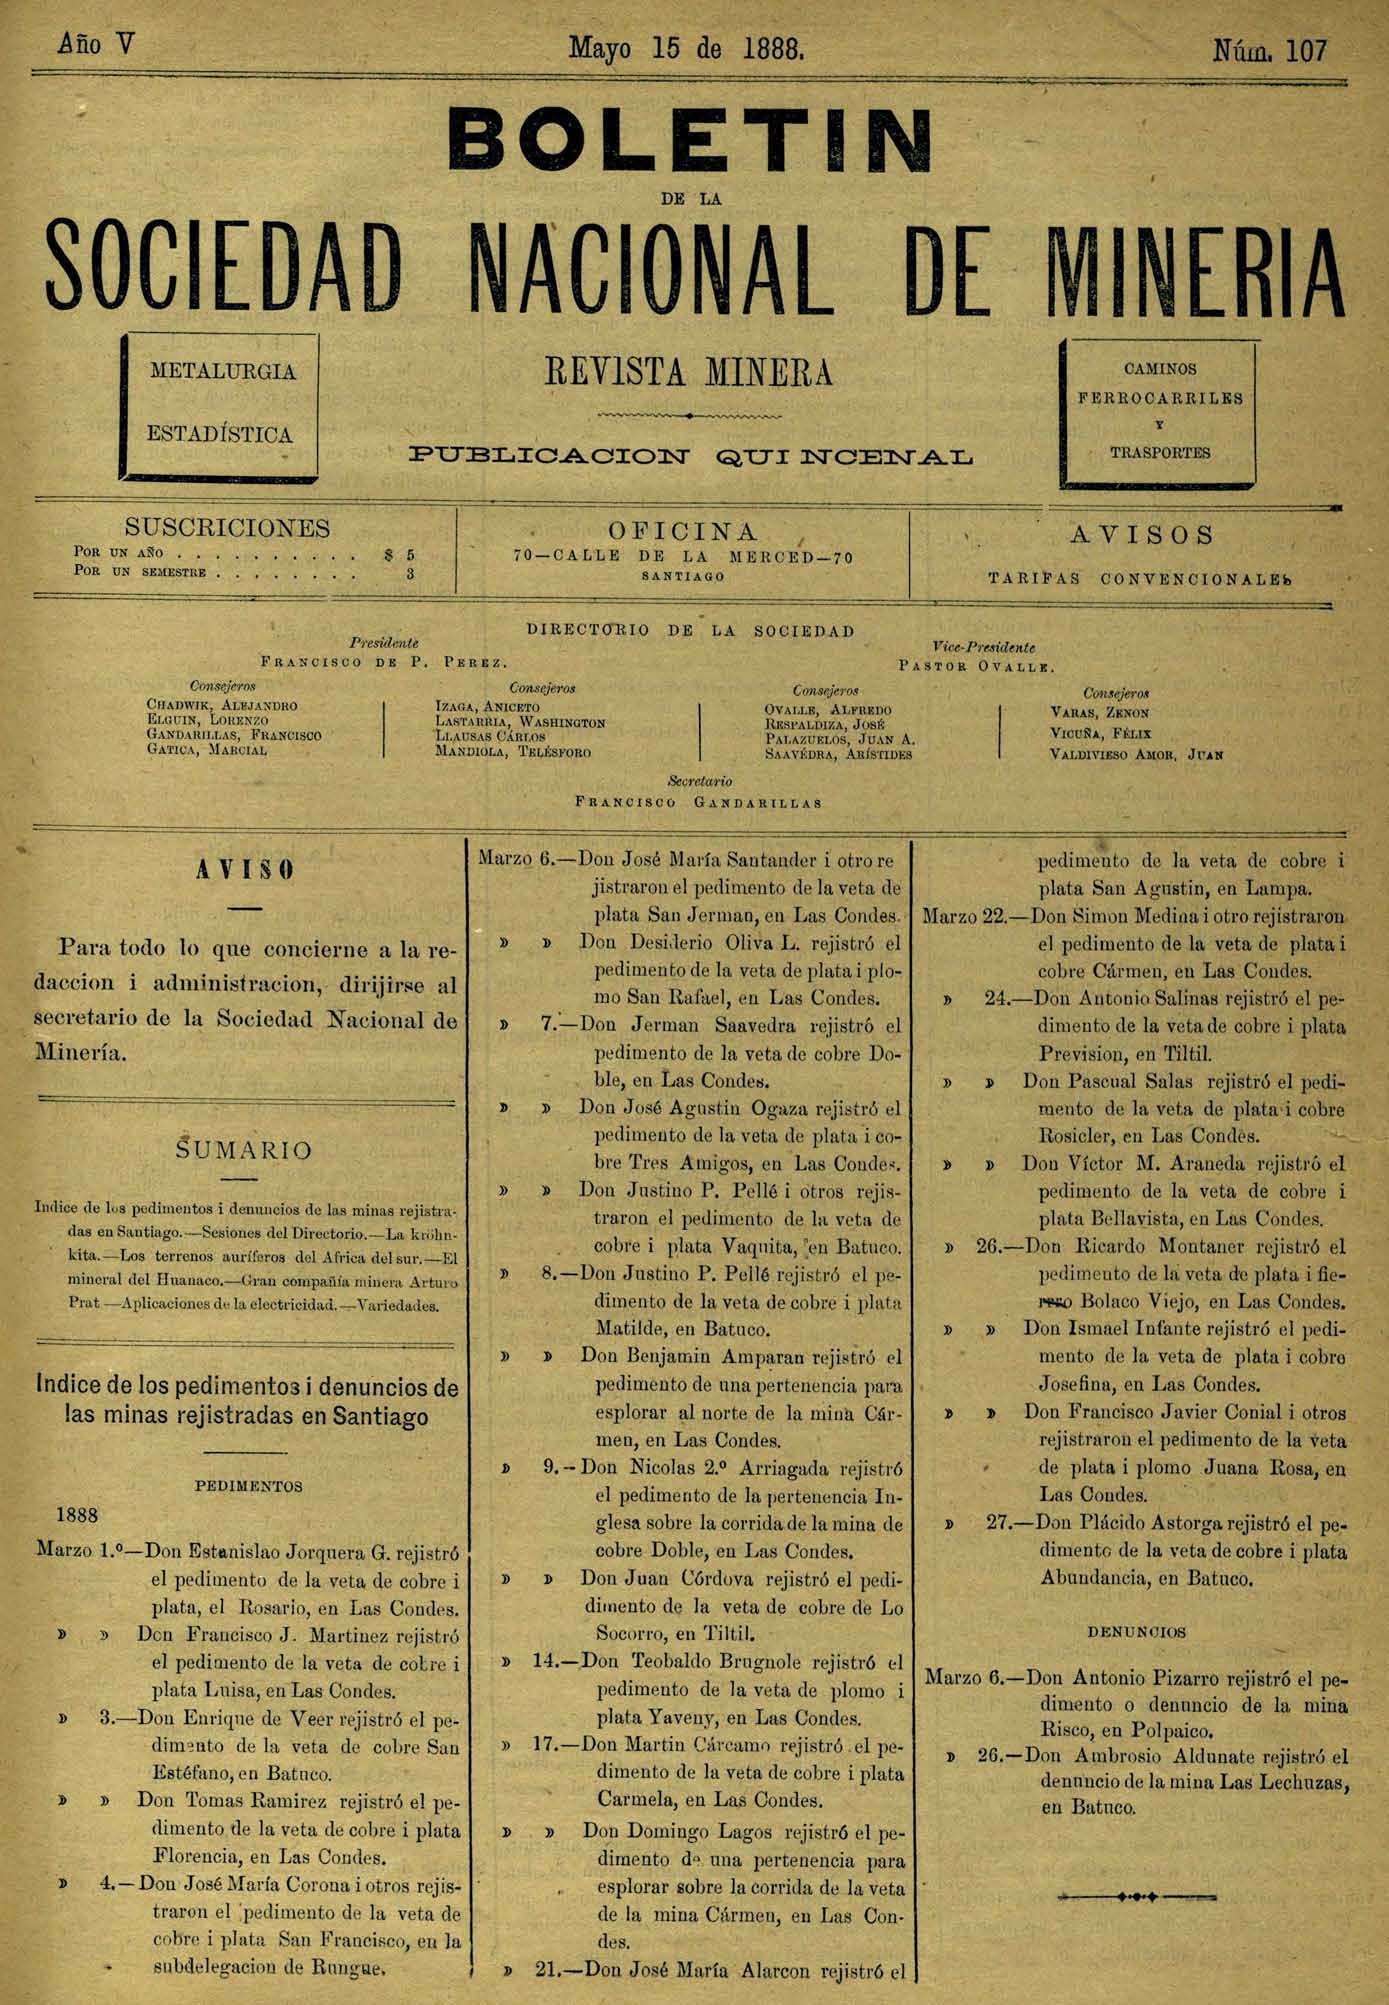 Año V
Mayo 15 de 1888.
Núm. 107
BOLETIN
DE LA
SOCIEDAD NACIONAL DE MINERIA
METALURGIA
ESTADÍSTICA
REVISTA MINERA
PUBLICACION QUINCENAL
CAMINOS
FERROCARRILES
Y
TRASPORTES
SUSCRICIONES
POR UN AÑO . . . . . . . . . . $ 5
POR UN SEMESTRE . . . . . . . . 3
OFICINA
70—CALLE DE LA MERCED—70
SANTIAGO
AVISOS
TARIFAS CONVENCIONALES
DIRECTORIO DE LA SOCIEDAD
Presidente
FRANCISCO DE P. PEREZ.
Vice-Presidente
PASTOR OVALLE.
Consejeros
CHADWIK, ALEJANDRO
ELGUIN, LORENZO
GANDARILLAS, FRANCISCO
GATICA, MARCIAL
Consejeros
IZAGA, ANICETO
LASTARRIA, WASHINGTON
LLAUSAS CÁRLOS
MANDIOLA, TELÉSFORO
Consejeros
OVALLE, ALFREDO
RESPALDIZA, JOSÉ
PALAZUELOS, JUAN A.
SAAVÉDRA, ARÍSTIDES
Consejeros
VARAS, ZENON
VICUÑA, FÉLIX
VALDIVIESO AMOR, JUAN
Secretario
FRANCISCO GANDARILLAS
AVISO
Para todo lo que concierne a la re-
daccion i administracion, dirijirse al
secretario de la Sociedad Nacional de
Minería.
SUMARIO
Indice de los pedimentos i denuncios de las minas rejistra-
das en Santiago.—Sesiones del Directorio.—La kröhn-
kita.—Los terrenos auríferos del Africa del sur.—El
mineral del Huanaco.—Gran compañía minera Arturo
Prat—Aplicaciones de la electricidad.—Variedades.
Indice de los pedimentos i denuncios de
las minas rejistradas en Santiago
PEDIMENTOS
1888
Marzo 1.º—Don Estanislao Jorquera G. rejistró
el pedimento de la veta de cobre i
plata, el Rosario, en Las Condes.
» » Don Francisco J. Martinez rejistró
el pedimento de la veta de cobre i
plata Luisa, en Las Condes.
» 3.—Don Enrique de Veer rejistró el pe-
dimento de la veta de cobre San
Estéfano, en Batuco.
» » Don Tomas Ramirez rejistró el pe-
dimento de la veta de cobre i plata
Florencia, en Las Condes.
» 4.—Don José María Corona i otros rejis-
traron el pedimento de la veta de
cobre i plata San Francisco, en la
subdelegacion de Rungue.
Marzo 6.—Don José María Santander i otro re
jistraron el pedimento de la veta de
plata San Jerman, en Las Condes.
» » Don Desiderio Oliva L. rejistró el
pedimento de la veta de plata i plo-
mo San Rafael, en Las Condes.
» 7.—Don Jerman Saavedra rejistró el
pedimento de la veta de cobre Do-
ble, en Las Condes.
» » Don José Agustin Ogaza rejistró el
pedimento de la veta de plata i co-
bre Tres Amigos, en Las Condes.
» » Don Justino P. Pellé i otros rejis-
traron el pedimento de la veta de
cobre i plata Vaquita, en Batuco.
» 8.—Don Justino P. Pellé rejistró el pe-
dimento de la veta de cobre i plata
Matilde, en Batuco.
» » Don Benjamin Amparan rejistró el
pedimento de una pertenencia para
esplorar al norte de la mina Cár-
men, en Las Condes.
» 9.—Don Nicolas 2.º Arriagada rejistró
el pedimento de la pertenencia In-
glesa sobre la corrida de la mina de
cobre Doble, en Las Condes.
» » Don Juan Córdova rejistró el pedi-
dimento de la veta de cobre de Lo
Socorro, en Tiltil.
» 14.—Don Teobaldo Brugnole rejistró el
pedimento de la veta de plomo i
plata Yaveny, en Las Condes.
» 17.—Don Martin Cárcamo rejistró el pe-
dimento de la veta de cobre i plata
Carmela, en Las Condes.
» » Don Domingo Lagos rejistró el pe-
dimento de una pertenencia para
esplorar sobre la corrida de la veta
de la mina Cármen, en Las Con-
des.
» 21.—Don José María Alarcon rejistró el
pedimento de la veta de cobre i
plata San Agustin, en Lampa.
Marzo 22.—Don Simon Medina i otro rejistraron
el pedimento de la veta de plata i
cobre Cármen, en Las Condes.
» 24.—Don Antonio Salinas rejistró el pe-
dimento de la veta de cobre i plata
Prevision, en Tiltil.
» » Don Pascual Salas rejistró el pedi-
mento de la veta de plata i cobre
Rosicler, en Las Condes.
» » Don Víctor M. Araneda rejistró el
pedimento de la veta de cobre i
plata Bellavista, en Las Condes.
» 26.—Don Ricardo Montaner rejistró el
pedimento de la veta de plata i fie-
rro Bolaco Viejo, en Las Condes.
» » Don Ismael Infante rejistró el pedi-
mento de la veta de plata i cobre
Josefina, en Las Condes.
» » Don Francisco Javier Conial i otros
rejistraron el pedimento de la veta
de plata i plomo Juana Rosa, en
Las Condes.
» 27.—Don Plácido Astorga rejistró el pe-
dimento de la veta de cobre i plata
Abundancia, en Batuco.
DENUNCIOS
Marzo 6.—Don Antonio Pizarro rejistró el pe-
dimento o denuncio de la mina
Risco, en Polpaico.
» 26.—Don Ambrosio Aldunate rejistró el
denuncio de la mina Las Lechuzas,
en Batuco.